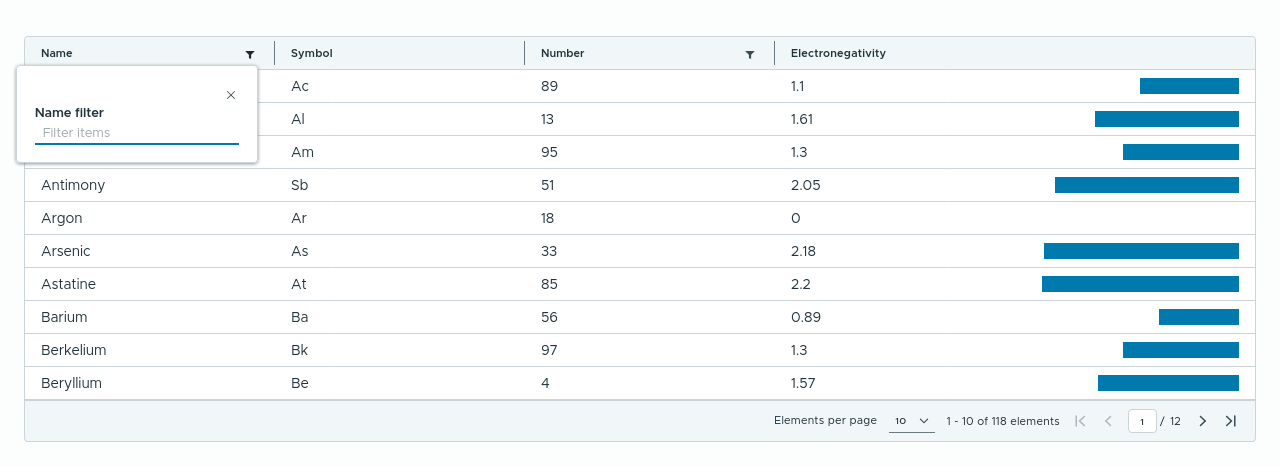 Name Symbol Number Electronegativity
Ac 89 1.1
Name filter
Filter items
Al 13 1.61
Am 95 1.3
Antimony Sb 51 2.05
Argon Ar 18 0
Arsenic As 33 2.18
Astatine At 85 2.2
Barium Ba 56 0.89
Berkelium Bk 97 1.3
Beryllium Be 4 1.57
Elements per page 10 1 - 10 of 118 elements 1 / 12